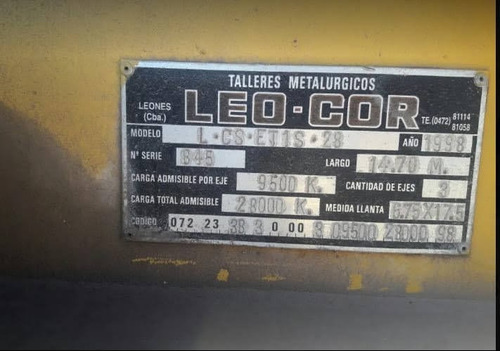 TALLERES METALURGICOS
LEONES (Cba.) LEO-COR TE. (0472) 81114 81058
MODELO L-CS-ET1S-28 AÑO 1998
Nº SERIE 845 LARGO 14.70 M.
CARGA ADMISIBLE POR EJE 9500 K. CANTIDAD DE EJES 3
CARGA TOTAL ADMISIBLE 28000 K. MEDIDA LLANTA 6.75X17.5
CODIGO 072 23 38 3 0 00 3 09500 28000 98